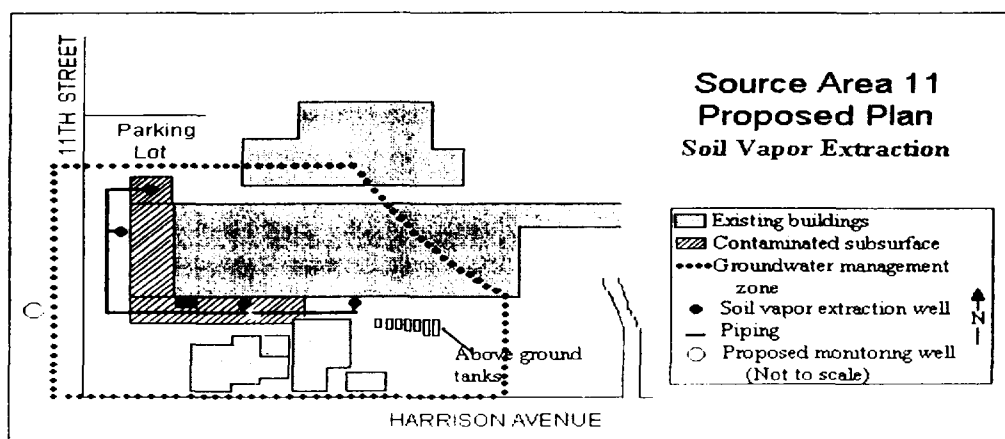 Source Area 11
Proposed Plan
Soil Vapor Extraction
11TH STREET
Parking
Lot
Existing buildings
Contaminated subsurface
Groundwater management
zone
Soil vapor extraction well
Piping
Proposed monitoring well
(Not to scale)
N
Above ground
tanks
HARRISON AVENUE